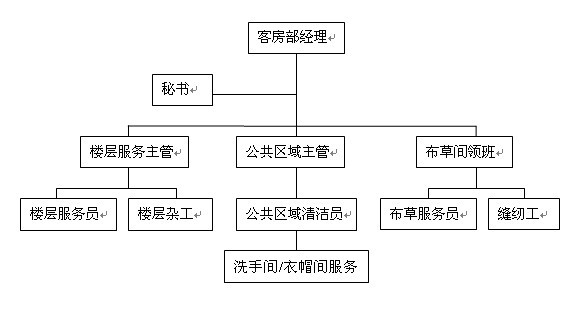 客房部经理
秘书
楼层服务主管
公共区域主管
布草间领班
楼层服务员
楼层杂工
公共区域清洁员
布草服务员
缝纫工
洗手间/衣帽间服务